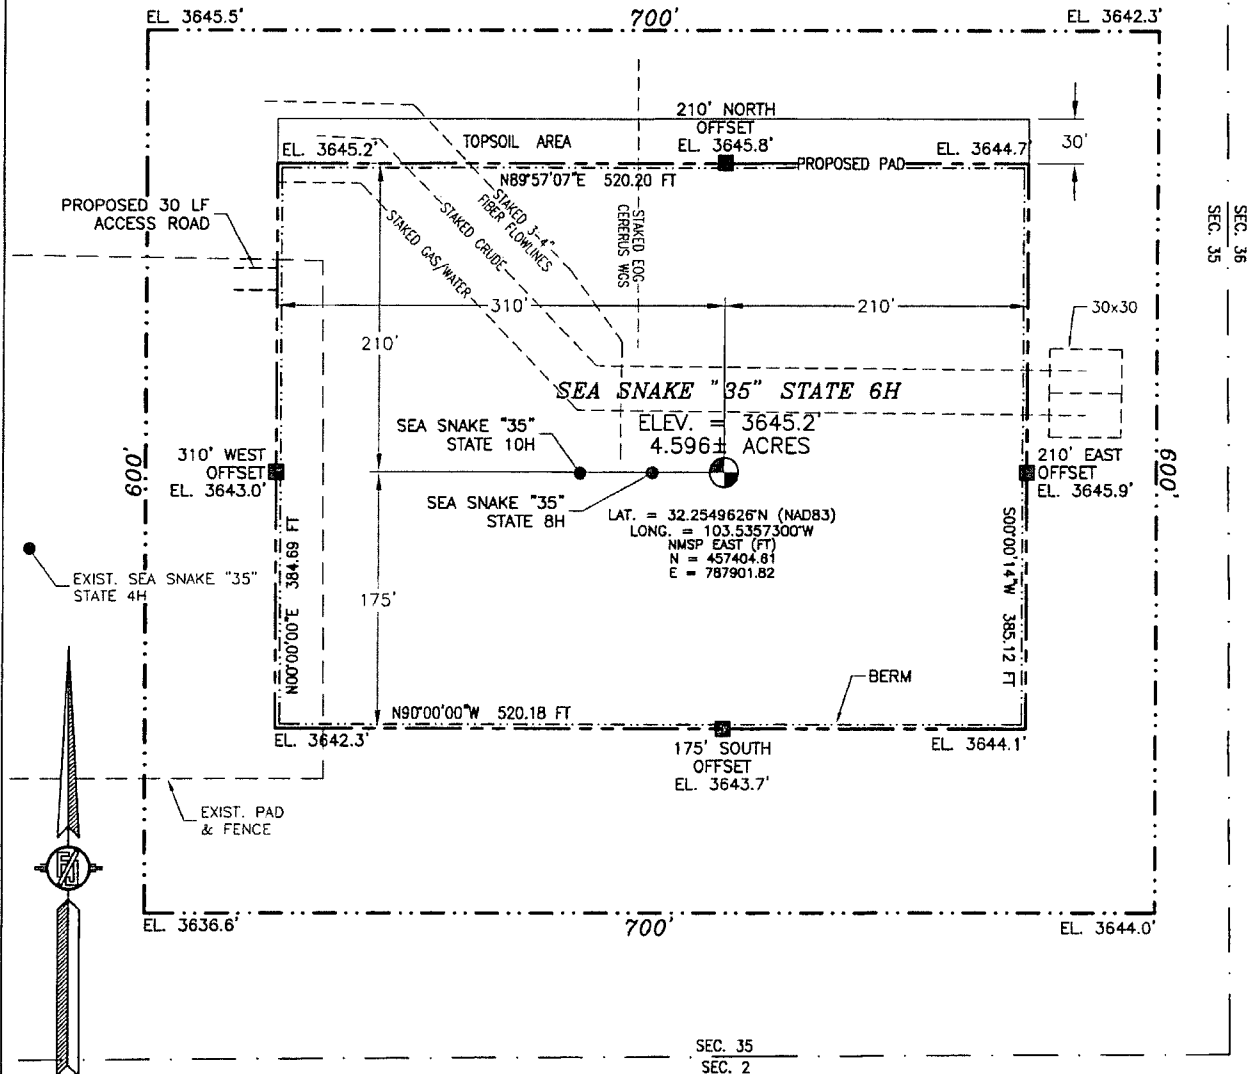 EL. 3645.5'
700'
EL. 3642.3'
210' NORTH
OFFSET
EL. 3645.8'
30'
EL. 3645.2'
TOPSOIL AREA
EL. 3644.7'
PROPOSED PAD
N89°57'07"E 520.20 FT
PROPOSED 30 LF
ACCESS ROAD
STAKED 3-4"
FIBER FLOWLINES
STAKED CRUDE
STAKED GAS/WATER
STAKED EOG
CERERUS WGS
SEC. 36
SEC. 35
310'
210'
30x30
210'
SEA SNAKE "35" STATE 6H
ELEV. = 3645.2'
4.596± ACRES
SEA SNAKE "35"
STATE 10H
310' WEST
OFFSET
EL. 3643.0'
600'
210' EAST
OFFSET
EL. 3645.9'
600'
SEA SNAKE "35"
STATE 8H
LAT. = 32.2549626°N (NAD83)
LONG. = 103.5357300°W
NMSP EAST (FT)
N = 457404.61
E = 787901.82
EXIST. SEA SNAKE "35"
STATE 4H
N00°00'00"E 384.69 FT
175'
S00°00'14"W 385.12 FT
BERM
N90°00'00"W 520.18 FT
EL. 3642.3'
175' SOUTH
OFFSET
EL. 3643.7'
EL. 3644.1'
EXIST. PAD
& FENCE
EL. 3636.6'
700'
EL. 3644.0'
SEC. 35
SEC. 2